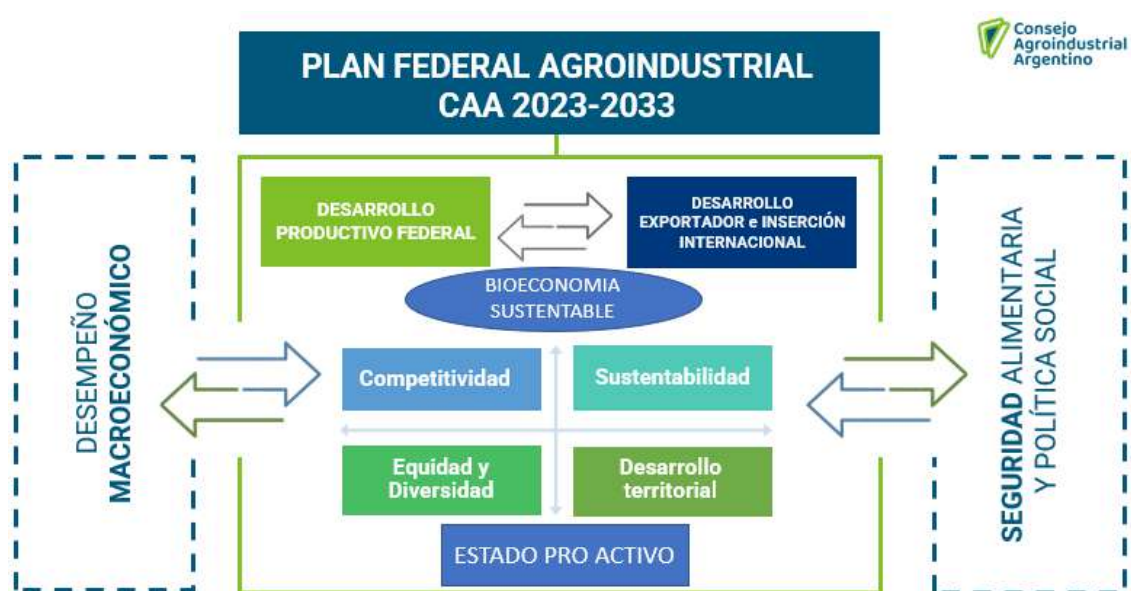 Consejo
Agroindustrial
Argentino
PLAN FEDERAL AGROINDUSTRIAL
CAA 2023-2033
DESEMPEÑO
MACROECONÓMICO
DESARROLLO
PRODUCTIVO FEDERAL
DESARROLLO
EXPORTADOR e INSERCIÓN
INTERNACIONAL
BIOECONOMIA
SUSTENTABLE
Competitividad
Sustentabilidad
Equidad y
Diversidad
Desarrollo
territorial
ESTADO PRO ACTIVO
SEGURIDAD ALIMENTARIA
Y POLÍTICA SOCIAL